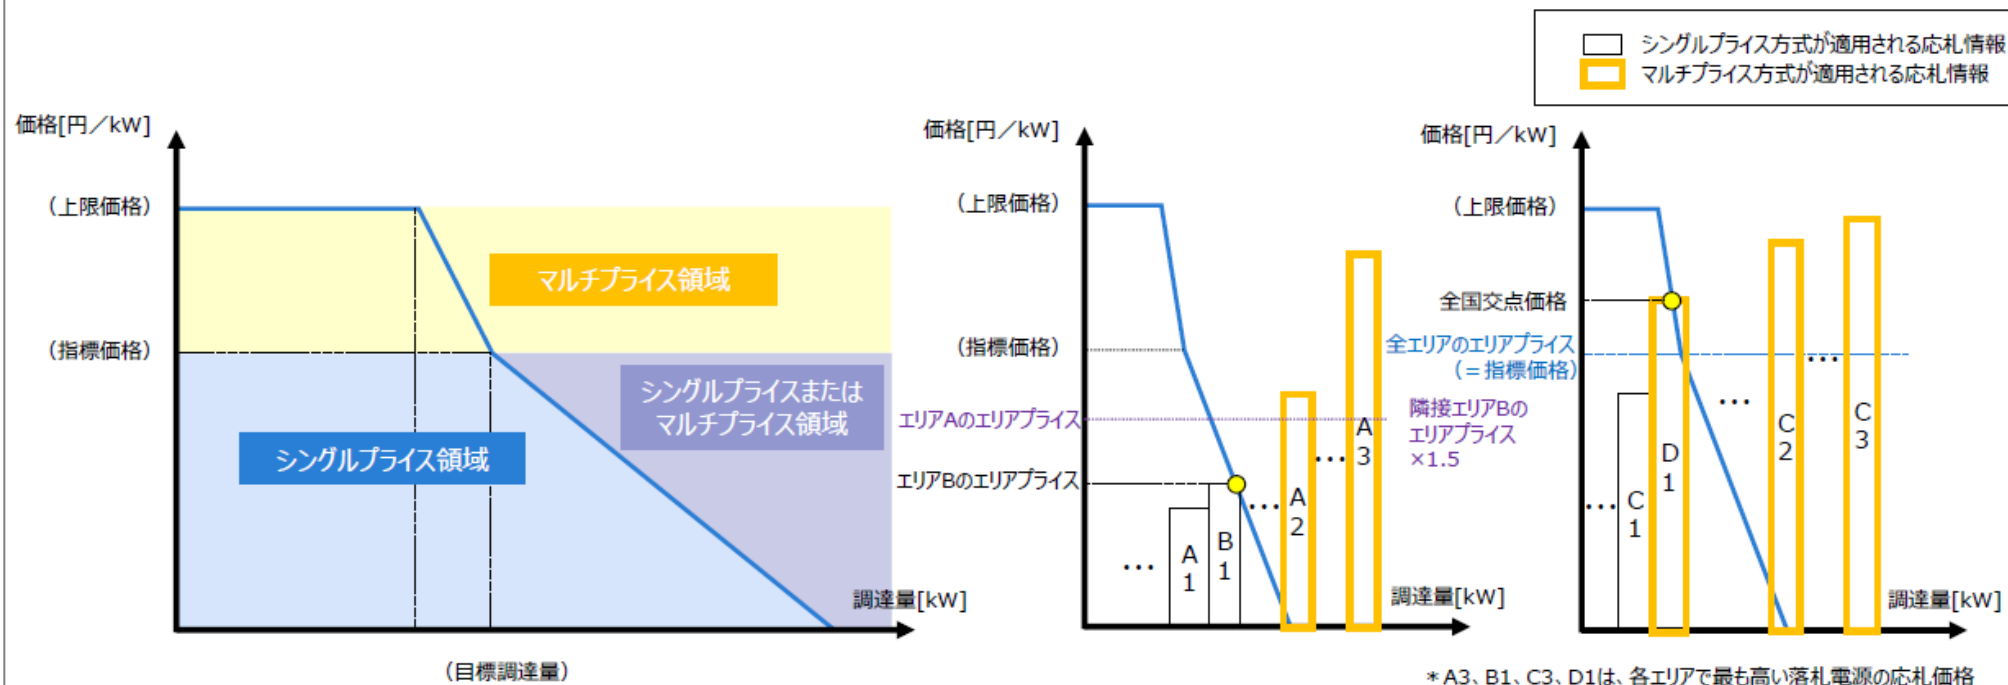 シングルプライス方式が適用される応札情報
マルチプライス方式が適用される応札情報
価格[円／kW]
（上限価格）
（指標価格）
マルチプライス領域
シングルプライスまたは
マルチプライス領域
シングルプライス領域
調達量[kW]
（目標調達量）
価格[円／kW]
（上限価格）
（指標価格）
エリアAのエリアプライス
エリアBのエリアプライス
隣接エリアBの
エリアプライス
×1.5
…
A
1
B
1
…
A
2
…
A
3
調達量[kW]
価格[円／kW]
（上限価格）
全国交点価格
全エリアのエリアプライス
（＝指標価格）
…
C
1
D
1
…
C
2
…
C
3
調達量[kW]
＊A3、B1、C3、D1は、各エリアで最も高い落札電源の応札価格